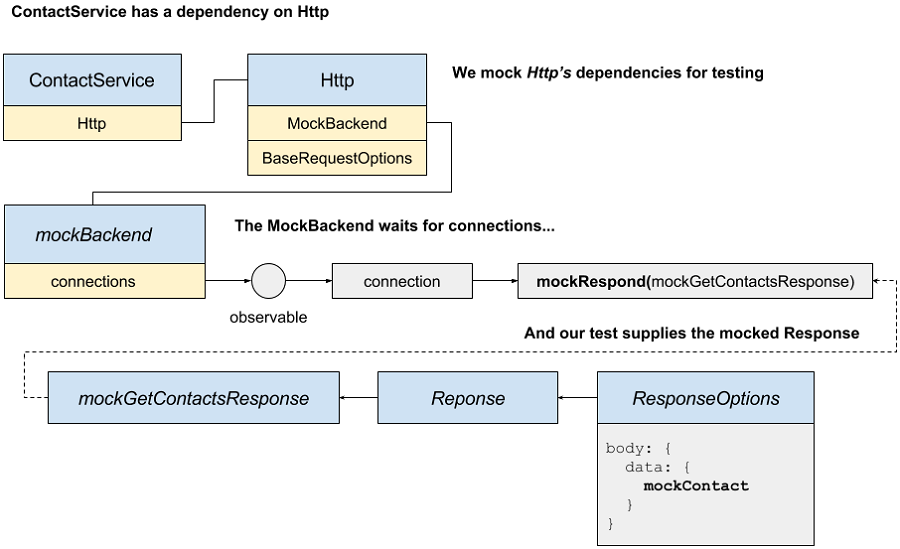 ContactService has a dependency on Http
ContactService
Http
Http
MockBackend
BaseRequestOptions
We mock Http's dependencies for testing
mockBackend
connections
The MockBackend waits for connections...
observable
connection
mockRespond(mockGetContactsResponse)
And our test supplies the mocked Response
mockGetContactsResponse
Reponse
ResponseOptions
body: {
data: {
mockContact
}
}